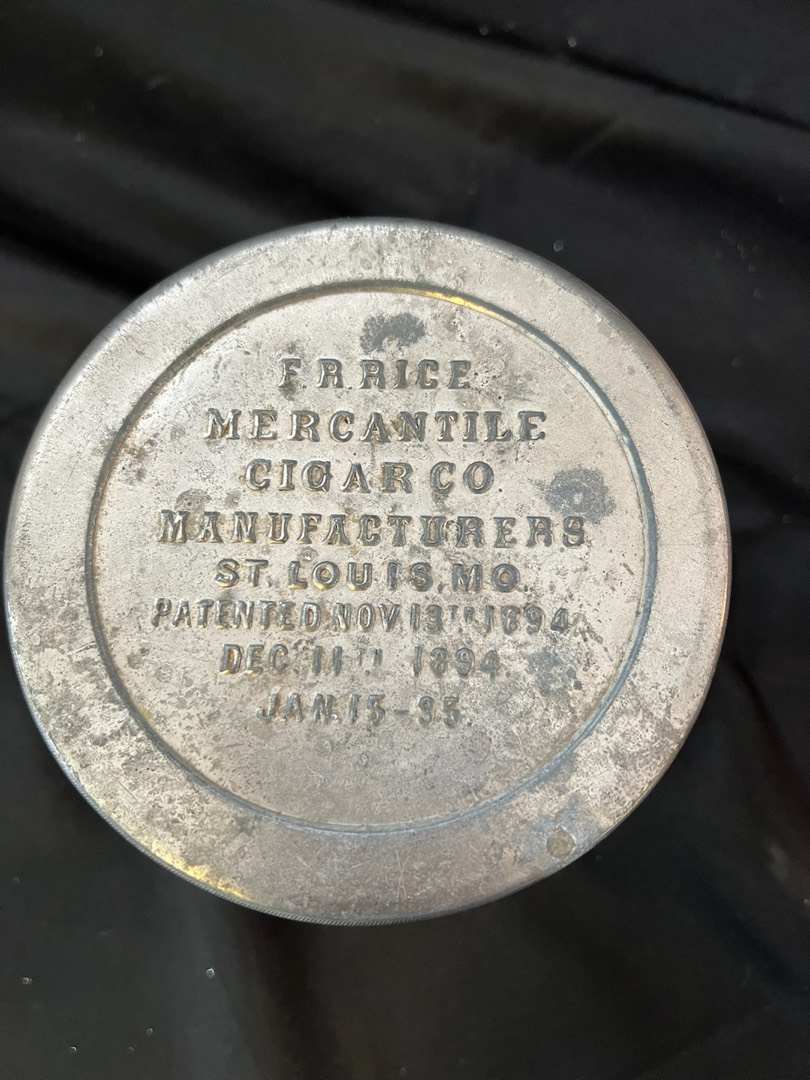 F. R. RICE
MERCANTILE
CIGAR CO
MANUFACTURERS
ST. LOUIS, MO.
PATENTED NOV. 13TH 1894
DEC. 11TH 1894.
JAN. 15-95.